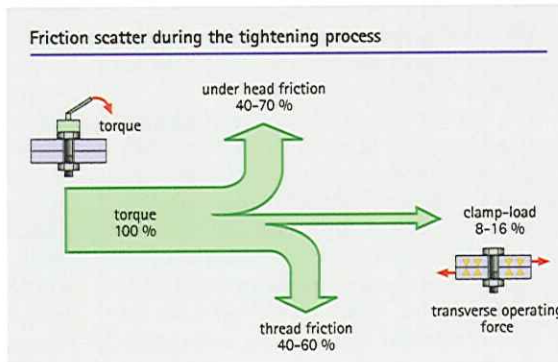 Friction scatter during the tightening process
under head friction
40-70 %
torque
torque
100 %
clamp-load
8-16 %
transverse operating
force
thread friction
40-60 %